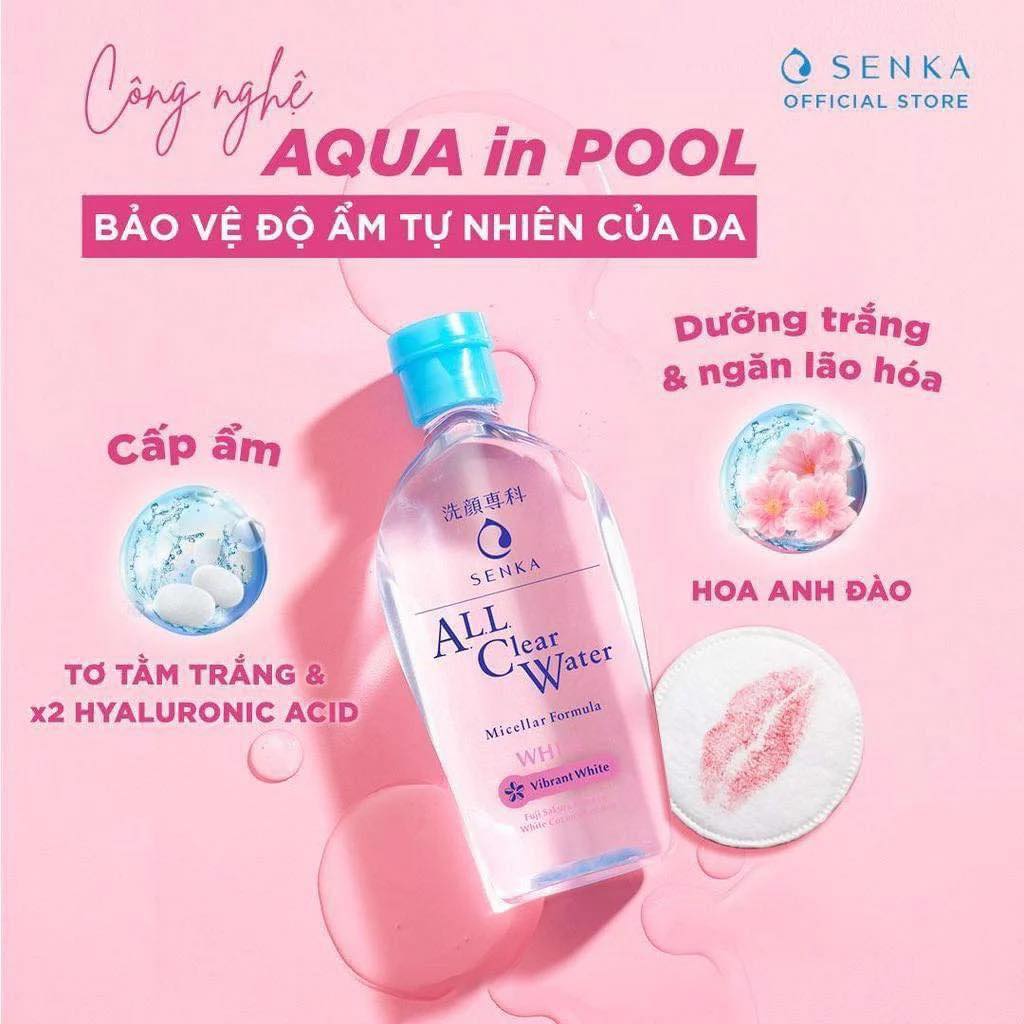 Công nghệ
AQUA in POOL
BẢO VỆ ĐỘ ẨM TỰ NHIÊN CỦA DA
SENKA
OFFICIAL STORE
Dưỡng trắng
& ngăn lão hóa
HOA ANH ĐÀO
Cấp ẩm
TƠ TẰM TRẮNG &
x2 HYALURONIC ACID
洗顔専科
SENKA
ALL
Clear
Water
Micellar Formula
Vibrant White
Fuji
White